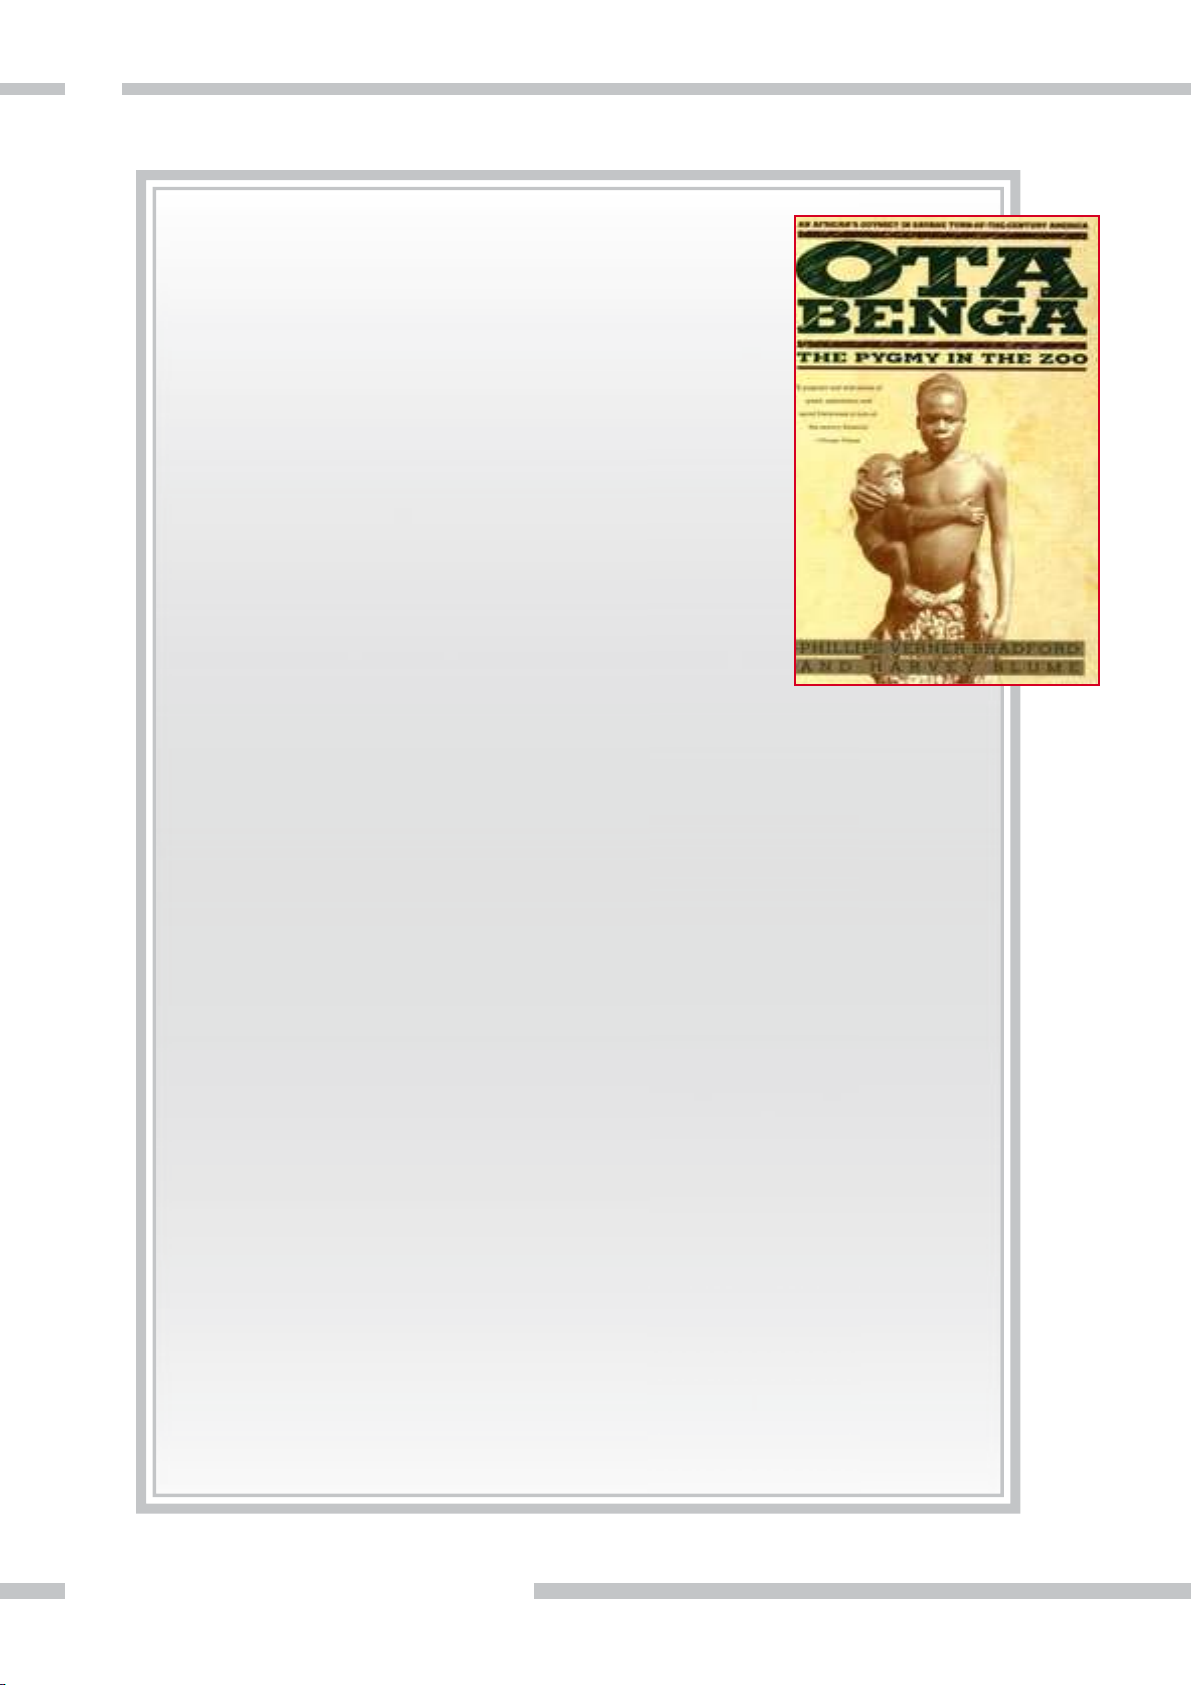 AN AFRICAN'S ODYSSEY IN SAVAGE TURN-OF-THE-CENTURY AMERICA
OTA
BENGA
THE PYGMY IN THE ZOO
PHILLIPS VERNER BRADFORD
AND HARVEY BLUME